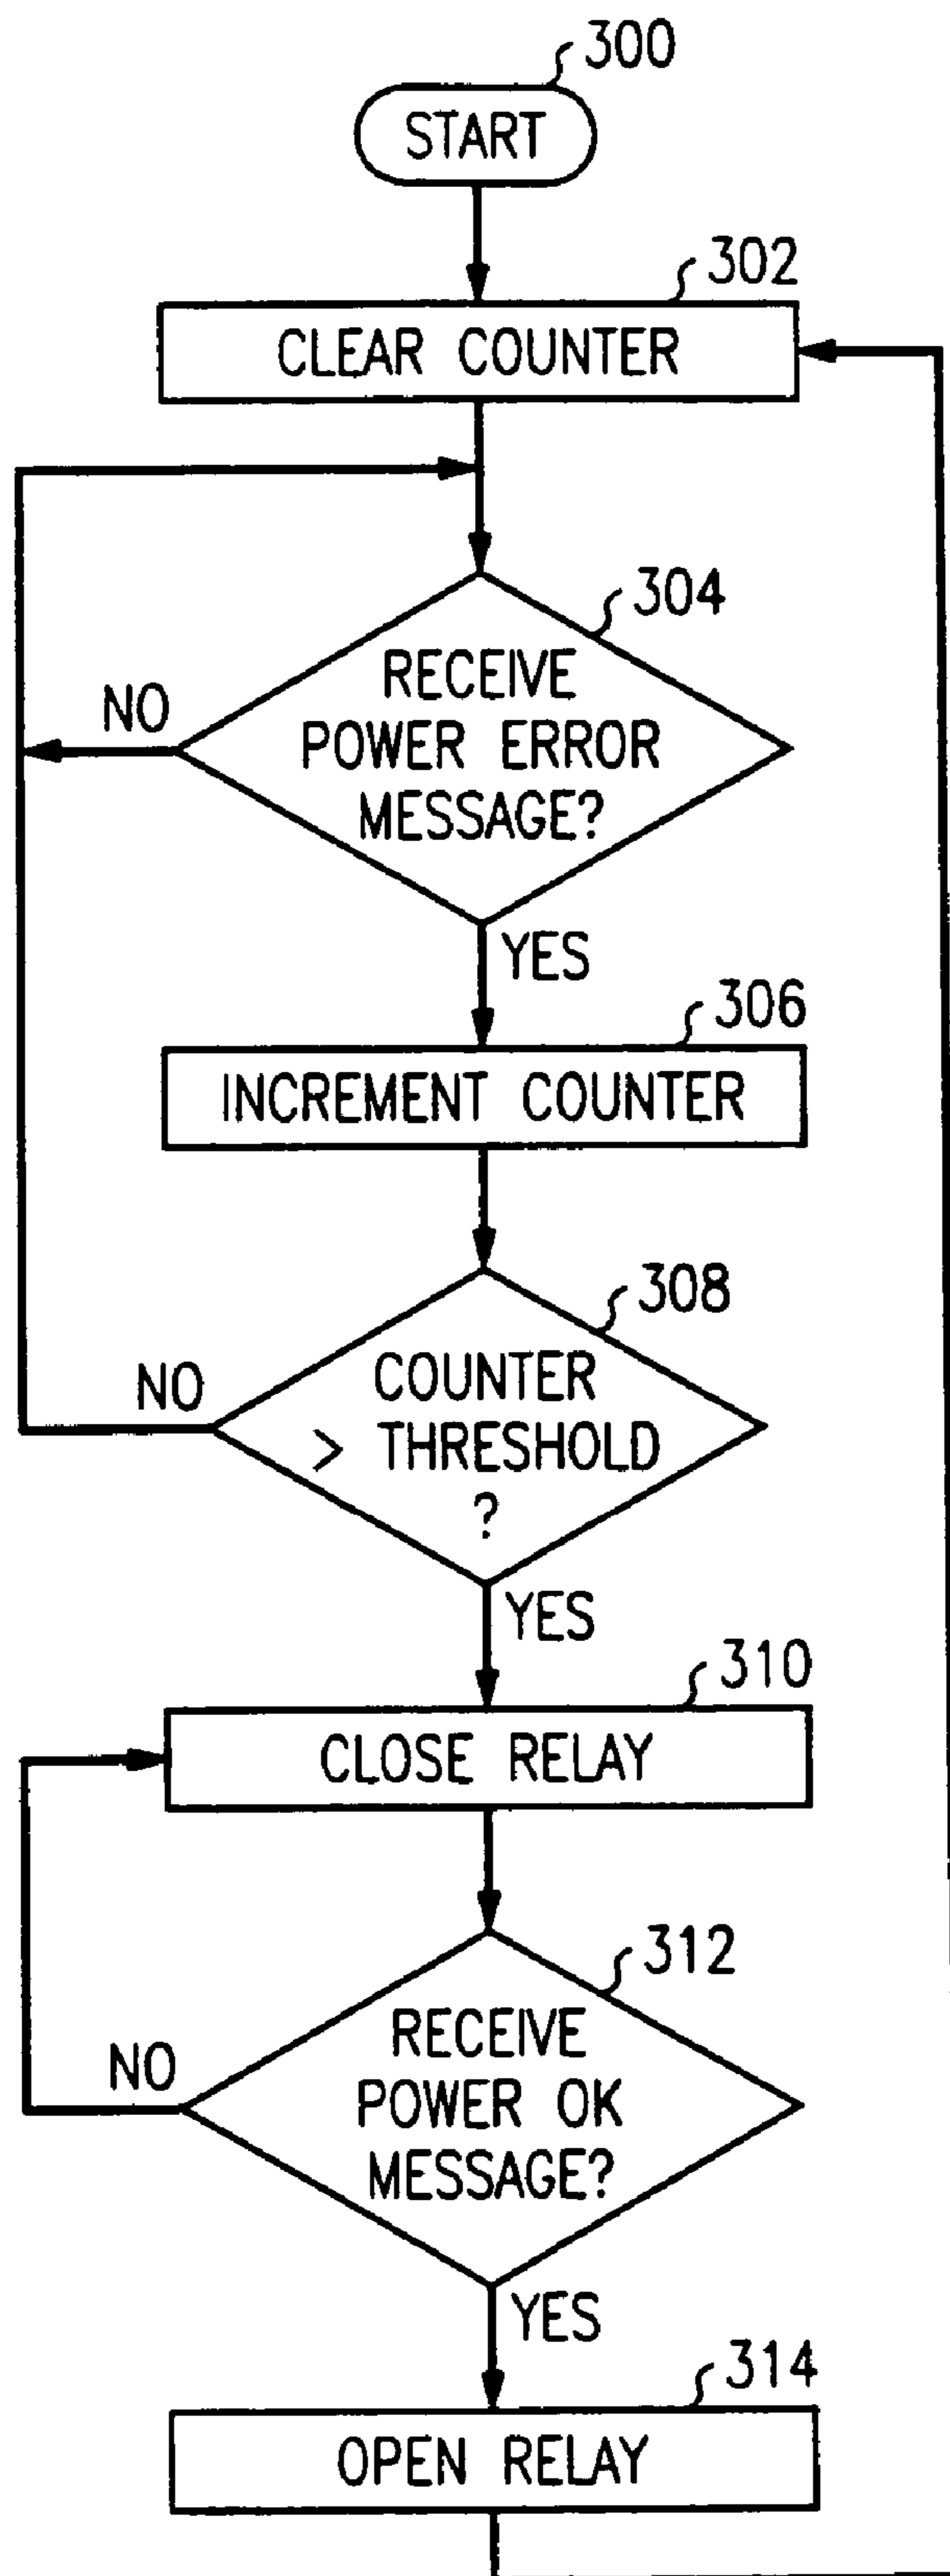 300
START
302
CLEAR COUNTER
304
RECEIVE
POWER ERROR
MESSAGE?
NO
YES
306
INCREMENT COUNTER
308
COUNTER
> THRESHOLD
?
NO
YES
310
CLOSE RELAY
312
RECEIVE
POWER OK
MESSAGE?
NO
YES
314
OPEN RELAY